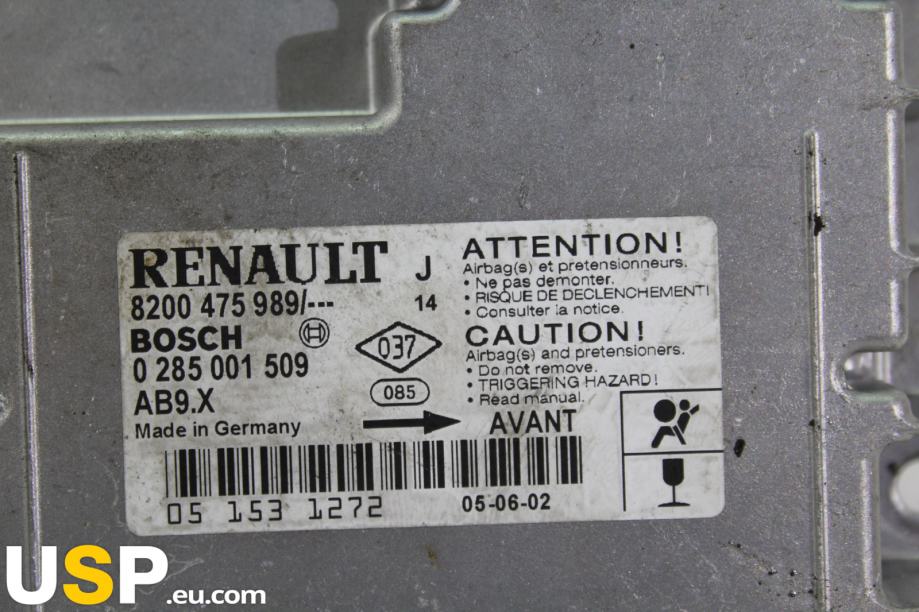 RENAULT J
8200 475 989/--- 14
BOSCH
0 285 001 509
AB9.X
Made in Germany
037
085
ATTENTION!
Airbag(s) et pretensionneurs.
• Ne pas demonter.
• RISQUE DE DECLENCHEMENT!
• Consulter la notice.
CAUTION!
Airbag(s) and pretensioners.
• Do not remove.
• TRIGGERING HAZARD!
• Read manual.
AVANT
05 153 1272
05-06-02
USP.eu.com